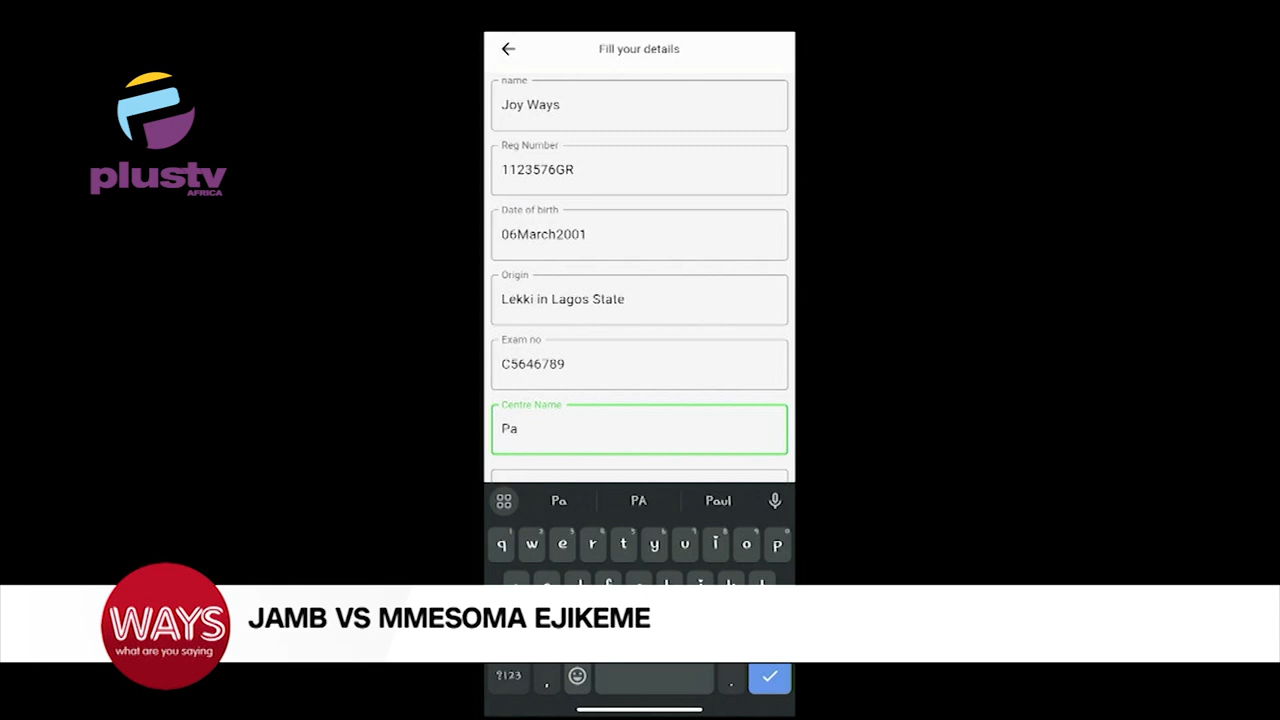 Fill your details
name
Joy Ways
Reg Number
1123576GR
Date of birth
06March2001
Origin
Lekki in Lagos State
Exam no
C5646789
Centre Name
Pa
Pa PA Paul
q w e r t y u i o p
?123 , .
plustv
AFRICA
WAYS
what are you saying
JAMB VS MMESOMA EJIKEME